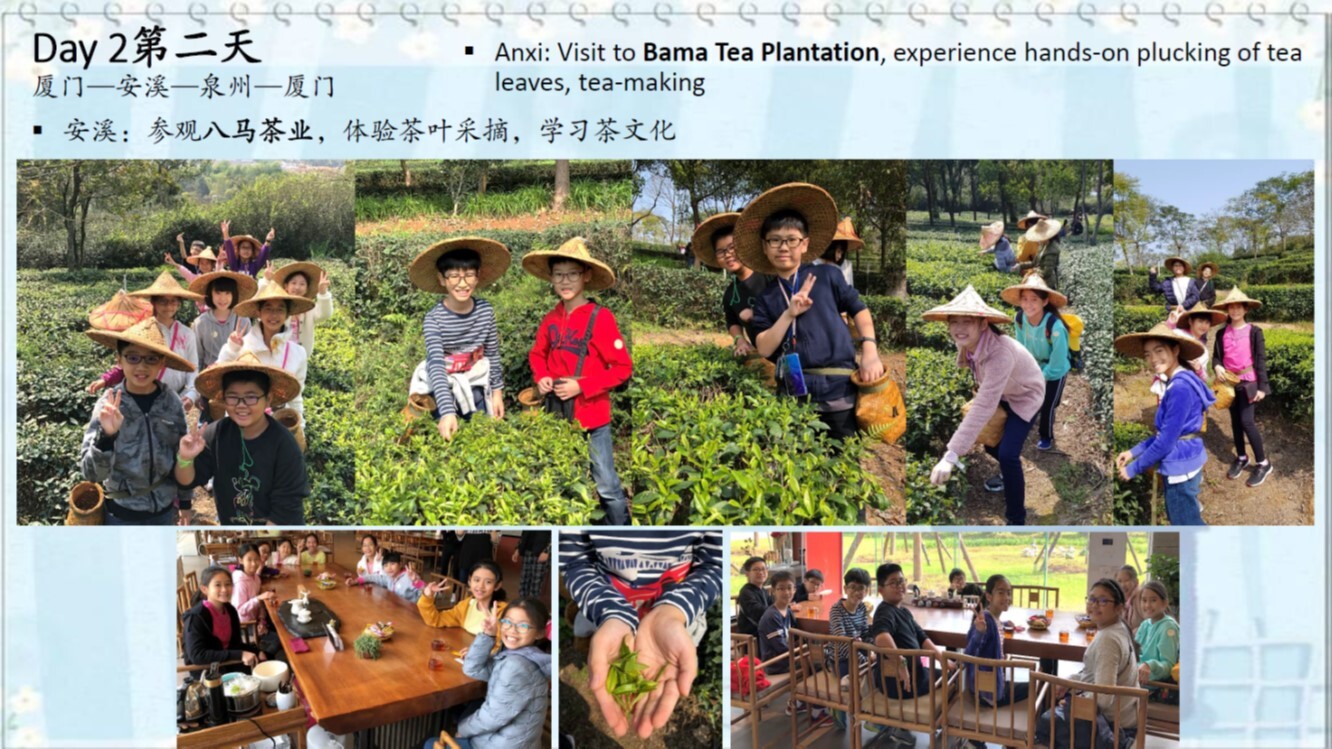 Day 2第二天
厦门—安溪—泉州—厦门
▪ 安溪：参观八马茶业，体验茶叶采摘，学习茶文化
▪ Anxi: Visit to Bama Tea Plantation, experience hands-on plucking of tea
leaves, tea-making